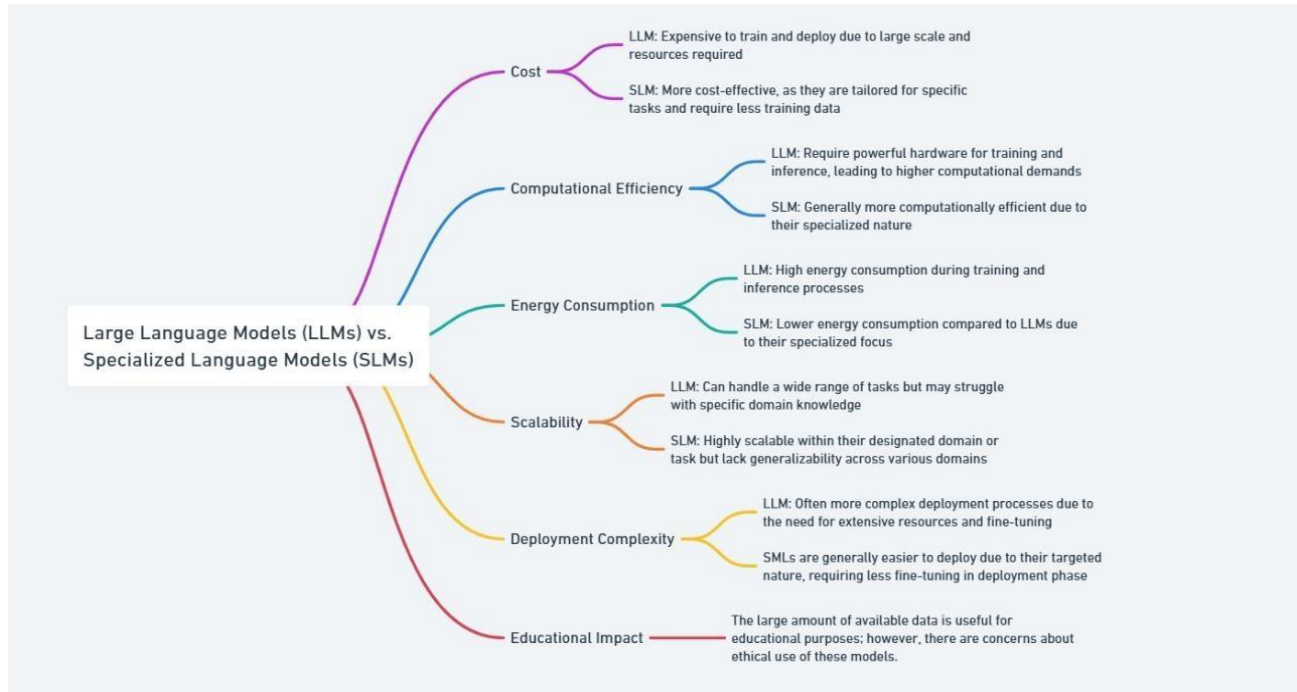 Large Language Models (LLMs) vs.
Specialized Language Models (SLMs)
Cost
LLM: Expensive to train and deploy due to large scale and
resources required
SLM: More cost-effective, as they are tailored for specific
tasks and require less training data
Computational Efficiency
LLM: Require powerful hardware for training and
inference, leading to higher computational demands
SLM: Generally more computationally efficient due to
their specialized nature
Energy Consumption
LLM: High energy consumption during training and
inference processes
SLM: Lower energy consumption compared to LLMs due
to their specialized focus
Scalability
LLM: Can handle a wide range of tasks but may struggle
with specific domain knowledge
SLM: Highly scalable within their designated domain or
task but lack generalizability across various domains
Deployment Complexity
LLM: Often more complex deployment processes due to
the need for extensive resources and fine-tuning
SMLs are generally easier to deploy due to their targeted
nature, requiring less fine-tuning in deployment phase
Educational Impact
The large amount of available data is useful for
educational purposes; however, there are concerns about
ethical use of these models.